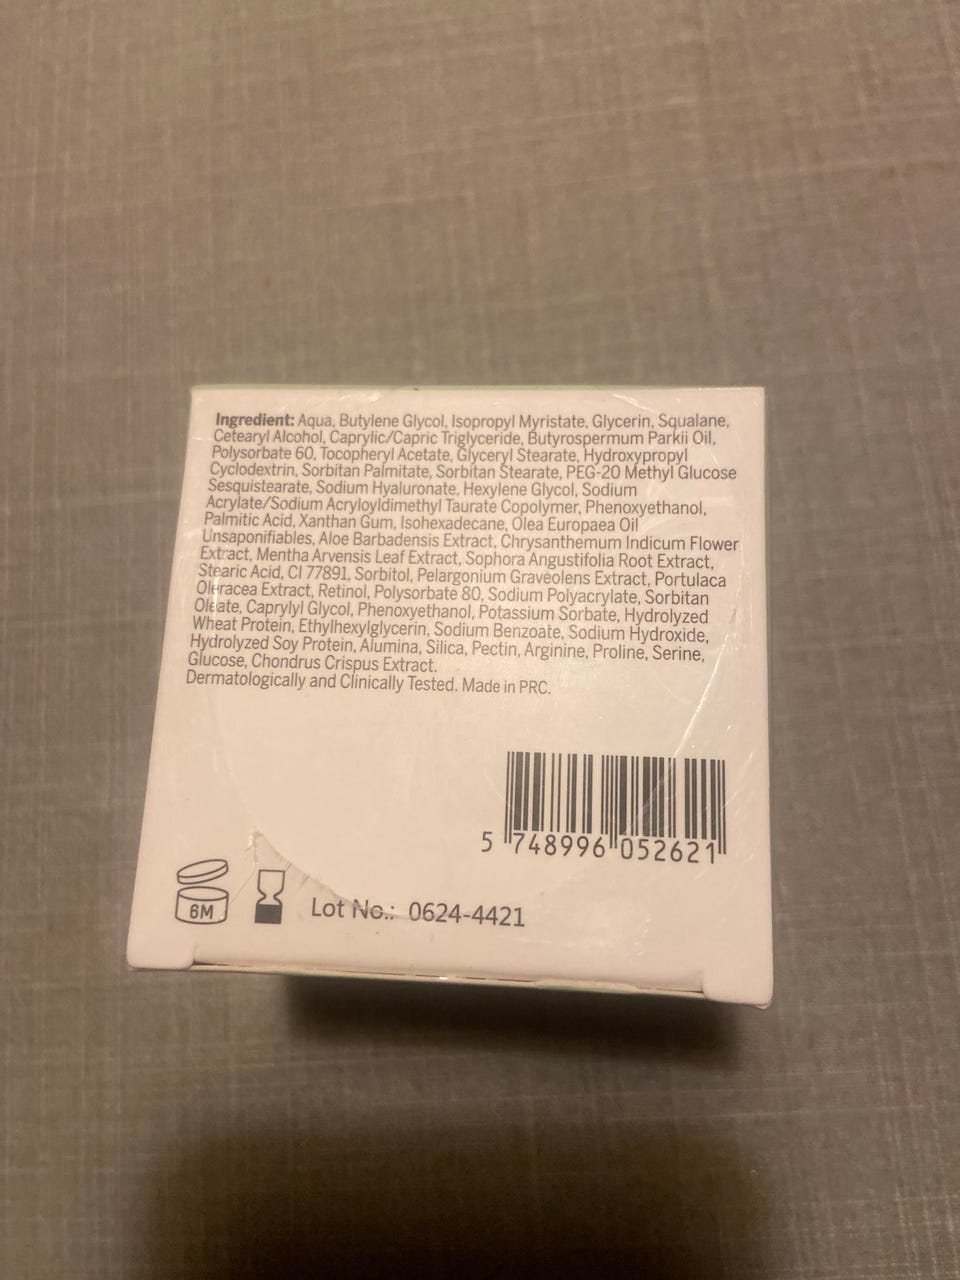 Ingredient: Aqua, Butylene Glycol, Isopropyl Myristate, Glycerin, Squalane,
Cetearyl Alcohol, Caprylic/Capric Triglyceride, Butyrospermum Parkii Oil,
Polysorbate 60, Tocopheryl Acetate, Glyceryl Stearate, Hydroxypropyl
Cyclodextrin, Sorbitan Palmitate, Sorbitan Stearate, PEG-20 Methyl Glucose
Sesquistearate, Sodium Hyaluronate, Hexylene Glycol, Sodium
Acrylate/Sodium Acryloyldimethyl Taurate Copolymer, Phenoxyethanol,
Palmitic Acid, Xanthan Gum, Isohexadecane, Olea Europaea Oil
Unsaponifiables, Aloe Barbadensis Extract, Chrysanthemum Indicum Flower
Extract, Mentha Arvensis Leaf Extract, Sophora Angustifolia Root Extract,
Stearic Acid, CI 77891, Sorbitol, Pelargonium Graveolens Extract, Portulaca
Oleracea Extract, Retinol, Polysorbate 80, Sodium Polyacrylate, Sorbitan
Oleate, Caprylyl Glycol, Phenoxyethanol, Potassium Sorbate, Hydrolyzed
Wheat Protein, Ethylhexylglycerin, Sodium Benzoate, Sodium Hydroxide,
Hydrolyzed Soy Protein, Alumina, Silica, Pectin, Arginine, Proline, Serine,
Glucose, Chondrus Crispus Extract.
Dermatologically and Clinically Tested. Made in PRC.
5 748996 052621
6M
Lot No.: 0624-4421